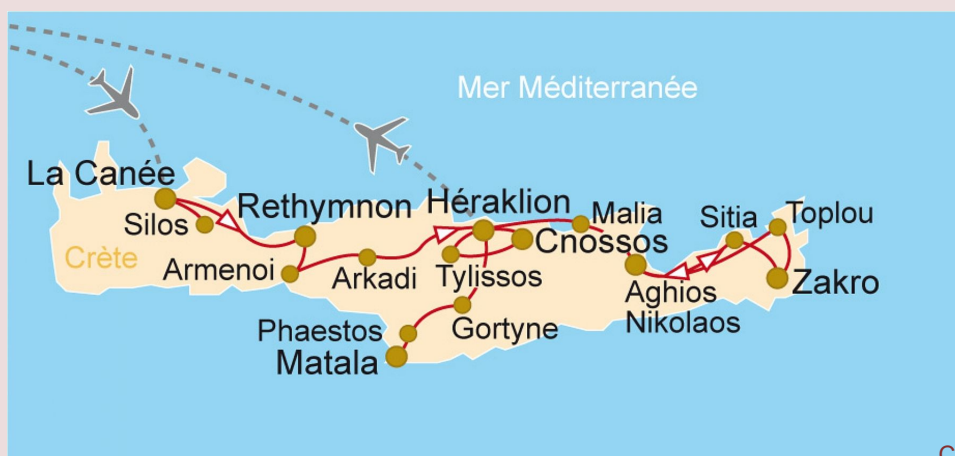 Mer Méditerranée
La Canée
Silos
Crète
Rethymnon
Armenoi
Arkadi
Héraklion
Malia
Cnossos
Tylissos
Gortyne
Phaestos
Matala
Sitia
Toplou
Zakro
Aghios
Nikolaos
C